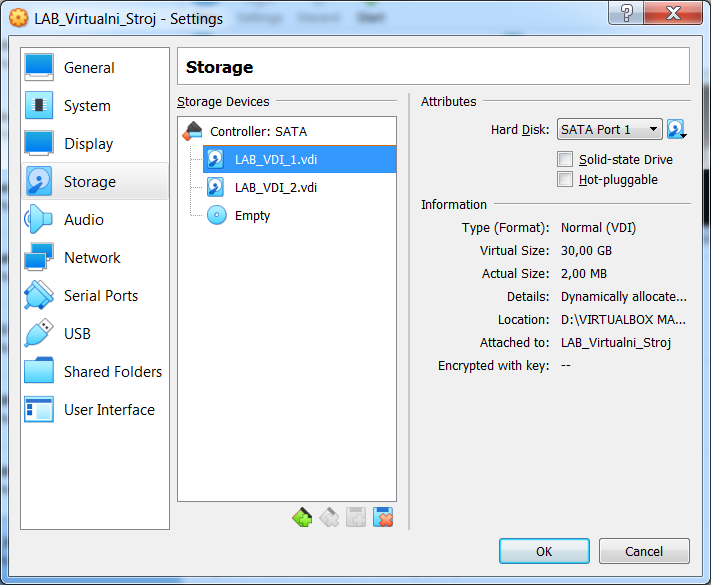 LAB_Virtualni_Stroj - Settings
General
System
Display
Storage
Audio
Network
Serial Ports
USB
Shared Folders
User Interface
Storage
Storage Devices
Controller: SATA
LAB_VDI_1.vdi
LAB_VDI_2.vdi
Empty
Attributes
Hard Disk: SATA Port 1
Solid-state Drive
Hot-pluggable
Information
Type (Format): Normal (VDI)
Virtual Size: 30,00 GB
Actual Size: 2,00 MB
Details: Dynamically allocate...
Location: D:\VIRTUALBOX MA...
Attached to: LAB_Virtualni_Stroj
Encrypted with key: --
OK Cancel